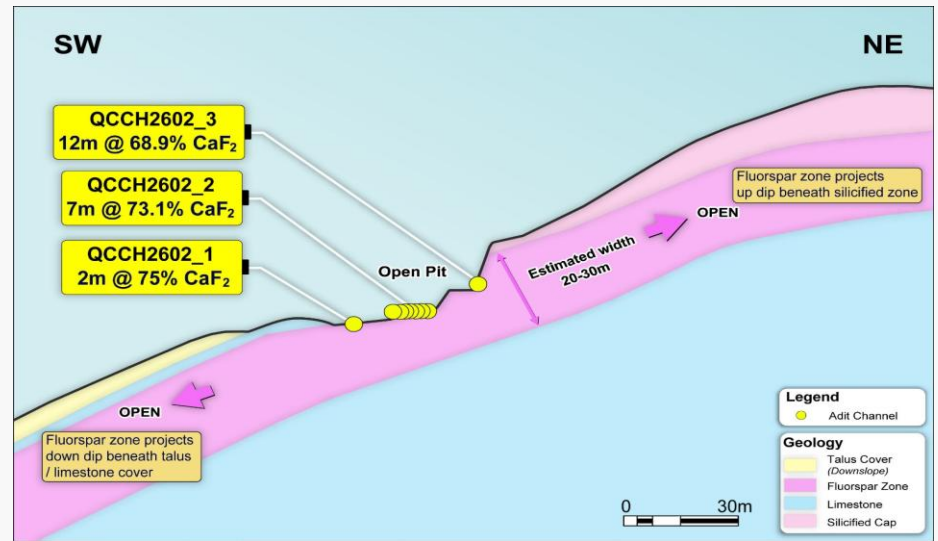 SW
NE
QCCH2602_3
12m @ 68.9% CaF₂
QCCH2602_2
7m @ 73.1% CaF₂
QCCH2602_1
2m @ 75% CaF₂
Open Pit
Estimated width
20-30m
OPEN
Fluorspar zone projects
up dip beneath silicified zone
OPEN
Fluorspar zone projects
down dip beneath talus
/ limestone cover
0 30m
Legend
Adit Channel
Geology
Talus Cover
(Downslope)
Fluorspar Zone
Limestone
Silicified Cap